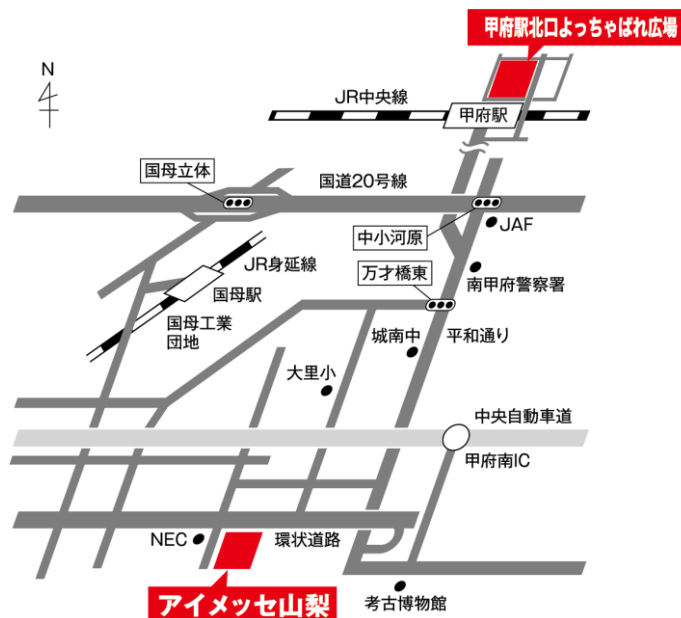 甲府駅北口よっちゃばれ広場
N
JR中央線
甲府駅
国母立体
国道20号線
中小河原
JAF
JR身延線
万才橋東
南甲府警察署
国母駅
国母工業
団地
城南中
平和通り
大里小
中央自動車道
甲府南IC
NEC
環状道路
アイメッセ山梨
考古博物館